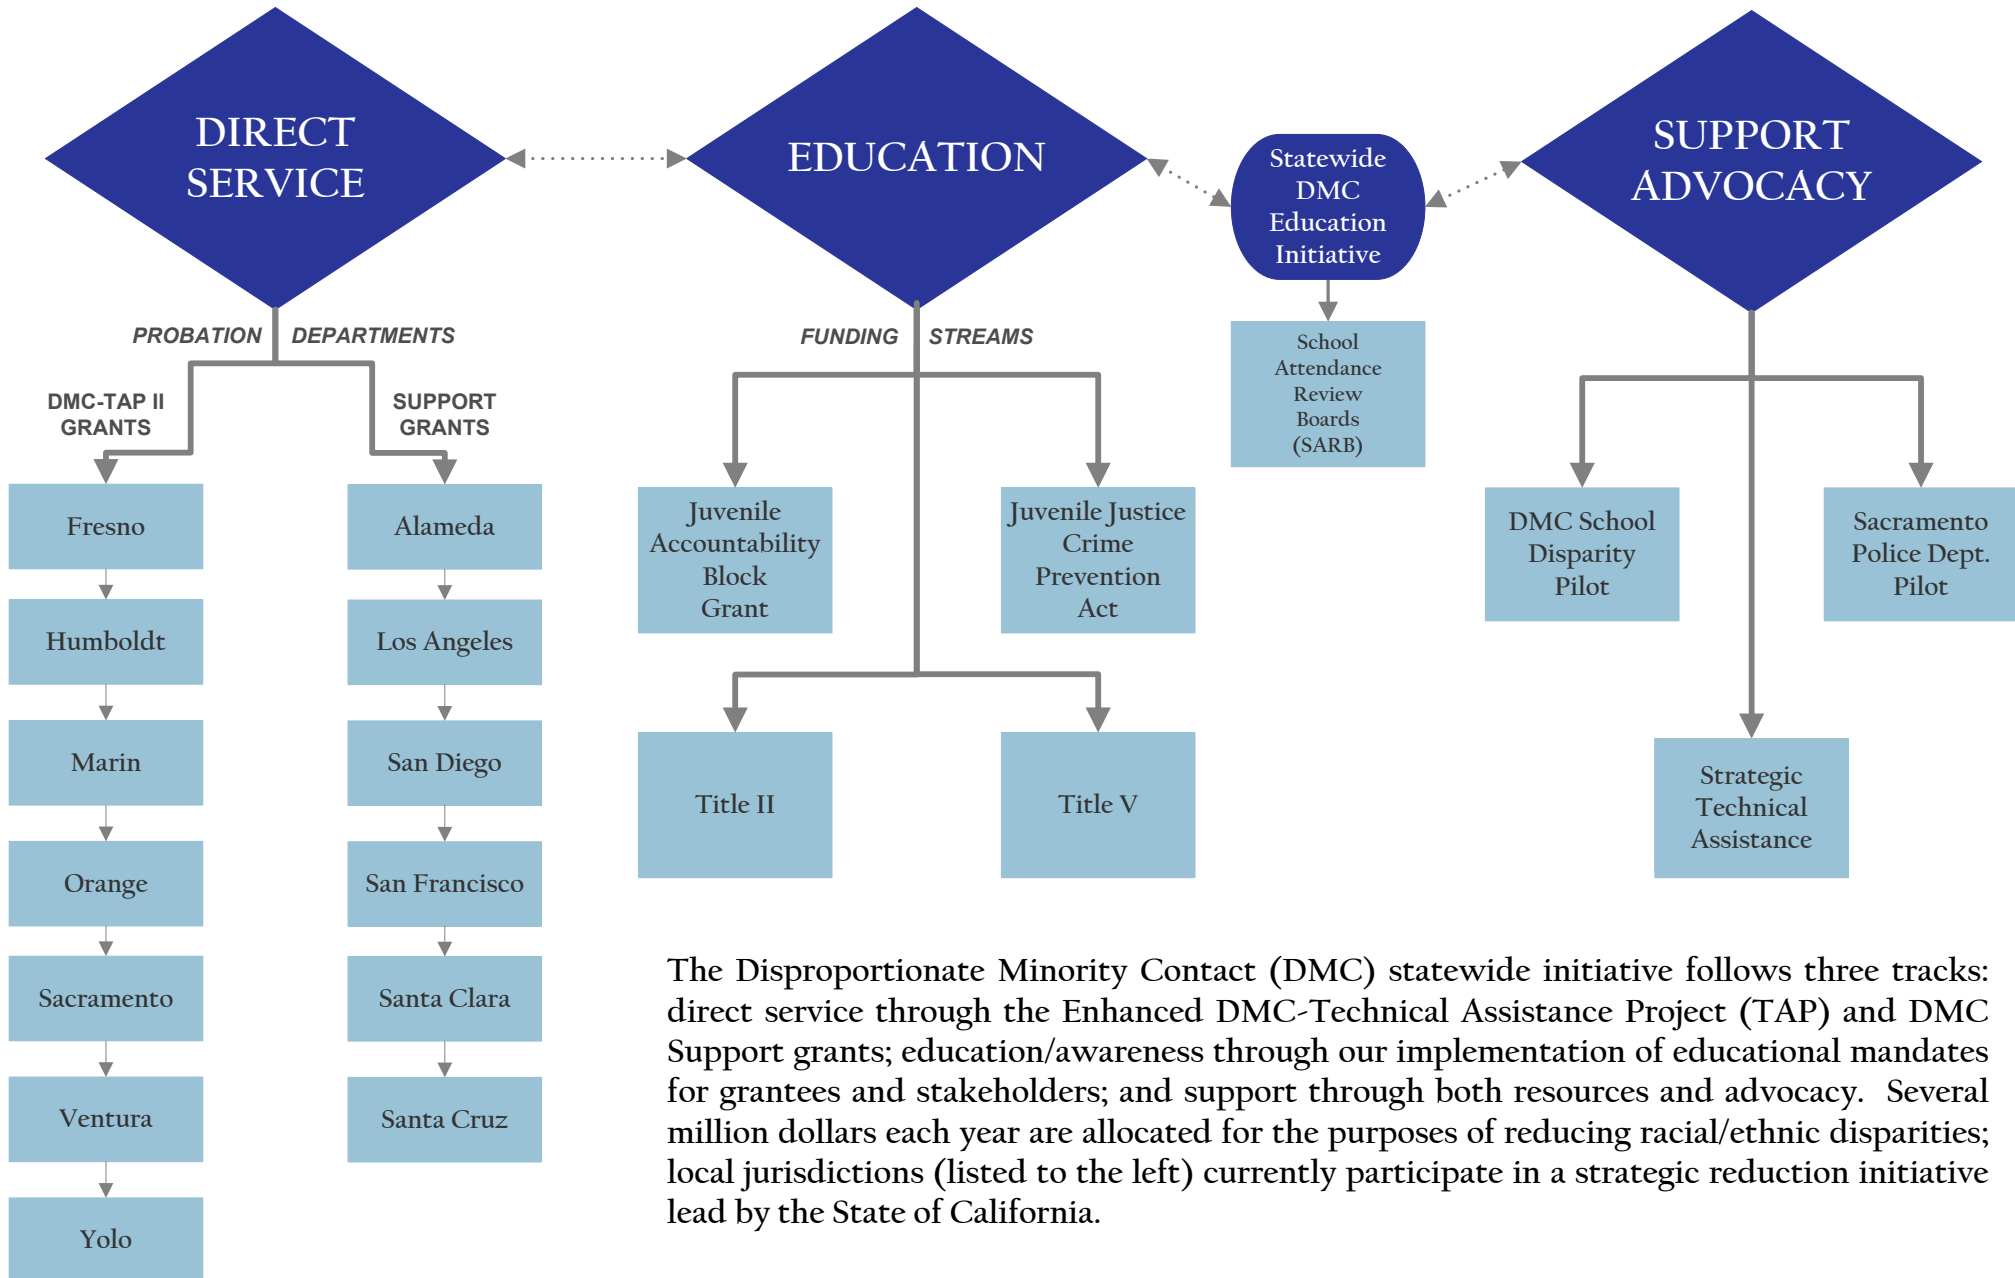 DIRECT
SERVICE
EDUCATION
Statewide
DMC
Education
Initiative
SUPPORT
ADVOCACY
PROBATION DEPARTMENTS
DMC-TAP II
GRANTS
SUPPORT
GRANTS
FUNDING STREAMS
School
Attendance
Review
Boards
(SARB)
Fresno
Humboldt
Marin
Orange
Sacramento
Ventura
Yolo
Alameda
Los Angeles
San Diego
San Francisco
Santa Clara
Santa Cruz
Juvenile
Accountability
Block
Grant
Juvenile Justice
Crime
Prevention
Act
Title II
Title V
DMC School
Disparity
Pilot
Sacramento
Police Dept.
Pilot
Strategic
Technical
Assistance
The Disproportionate Minority Contact (DMC) statewide initiative follows three tracks:
direct service through the Enhanced DMC-Technical Assistance Project (TAP) and DMC
Support grants; education/awareness through our implementation of educational mandates
for grantees and stakeholders; and support through both resources and advocacy. Several
million dollars each year are allocated for the purposes of reducing racial/ethnic disparities;
local jurisdictions (listed to the left) currently participate in a strategic reduction initiative
lead by the State of California.